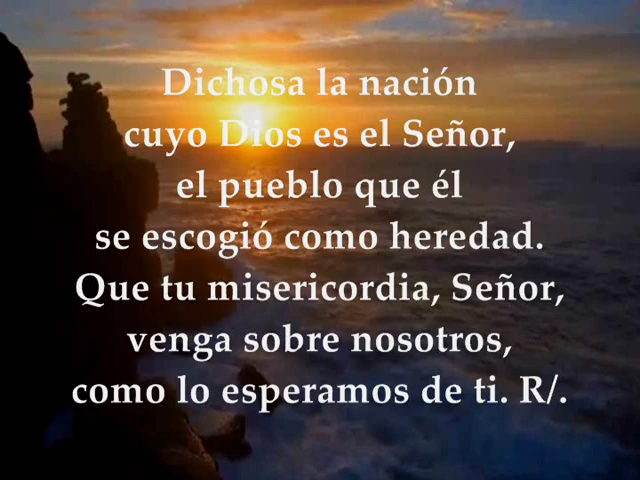 Dichosa la nación
cuyo Dios es el Señor,
el pueblo que él
se escogió como heredad.
Que tu misericordia, Señor,
venga sobre nosotros,
como lo esperamos de ti. R/.